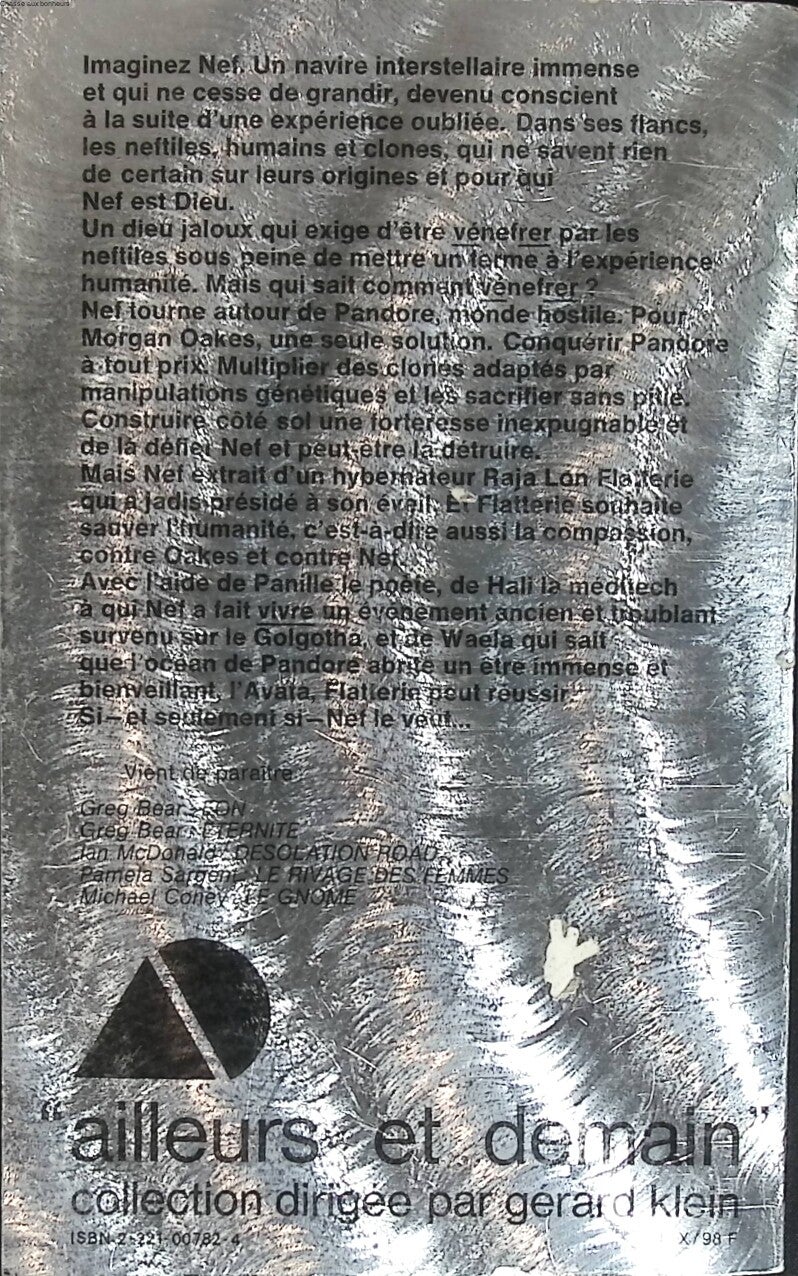 Chasse aux bonheurs
Imaginez Nef. Un navire interstellaire immense
et qui ne cesse de grandir, devenu conscient
à la suite d'une expérience oubliée. Dans ses flancs,
les neftiles, humains et clones, qui ne savent rien
de certain sur leurs origines et pour qui
Nef est Dieu.
Un dieu jaloux qui exige d'être vénefrer par les
neftiles sous peine de mettre un terme à l'expérience
humanité. Mais qui sait comment vénefrer ?
Nef tourne autour de Pandore, monde hostile. Pour
Morgan Oakes, une seule solution. Conquérir Pandore
à tout prix. Multiplier des clones adaptés par
manipulations génétiques et les sacrifier sans pitié.
Construire côté sol une forteresse inexpugnable et
de là défier Nef et peut-être la détruire.
Mais Nef extrait d'un hybernateur Raja Lon Flatterie
qui a jadis présidé à son éveil. Et Flatterie souhaite
sauver l'humanité, c'est-à-dire aussi la compassion,
contre Oakes et contre Nef.
Avec l'aide de Panille le poète, de Hali la méditech
à qui Nef a fait vivre un événement ancien et troublant
survenu sur le Golgotha, et de Waela qui sait
que l'océan de Pandore abrite un être immense et
bienveillant, l'Avata, Flatterie peut réussir.
Si—et seulement si—Nef le veut...
Vient de paraître :
Greg Bear : EON
Greg Bear : ETERNITE
Ian McDonald : DESOLATION ROAD
Pamela Sargent : LE RIVAGE DES FEMMES
Michael Coney : LE GNOME
"ailleurs et demain"
collection dirigée par gérard klein
ISBN 2-221-00782-4
X/98 F